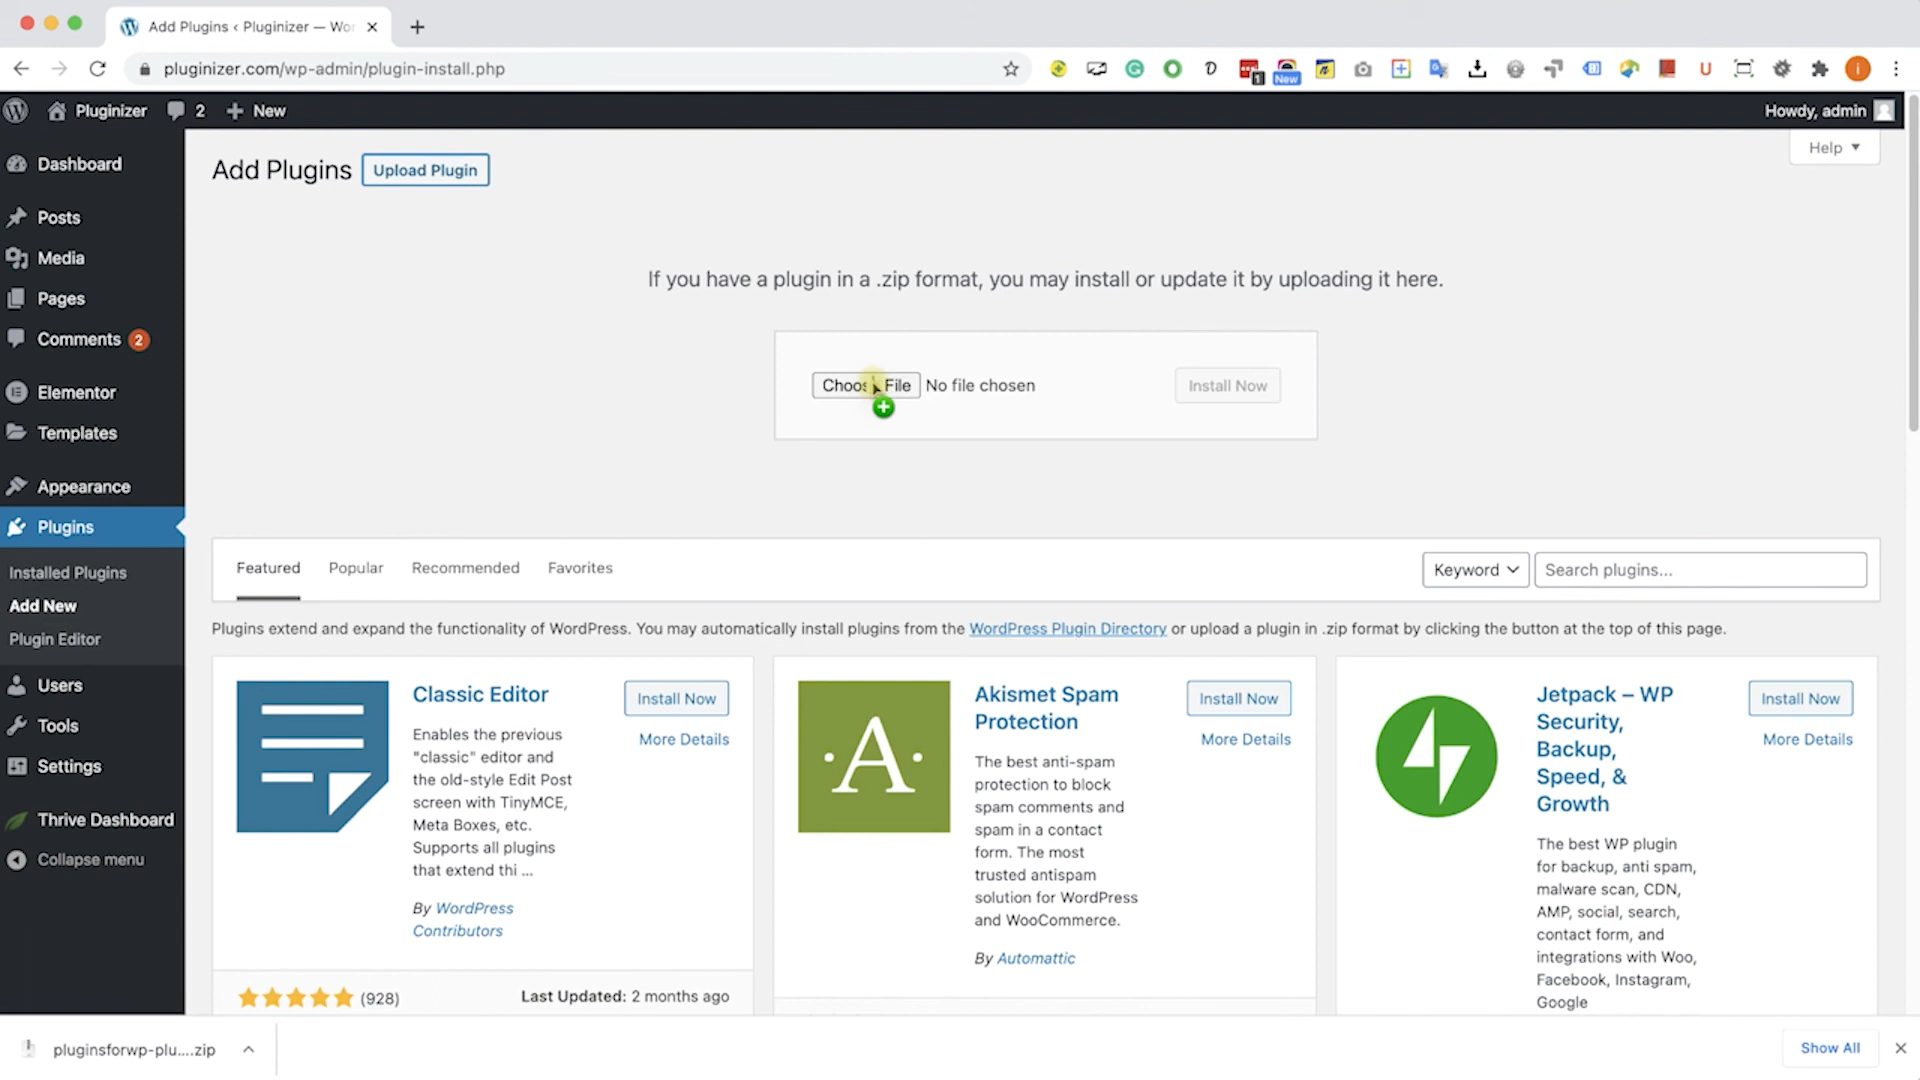 Add Plugins ‹ Pluginizer — Wor
pluginizer.com/wp-admin/plugin-install.php
1
New
Pluginizer
2
New
Howdy, admin
Help
Dashboard
Posts
Media
Pages
Comments 2
Elementor
Templates
Appearance
Plugins
Installed Plugins
Add New
Plugin Editor
Users
Tools
Settings
Thrive Dashboard
Collapse menu
Add Plugins
Upload Plugin
If you have a plugin in a .zip format, you may install or update it by uploading it here.
Choose File No file chosen
Install Now
Featured
Popular
Recommended
Favorites
Keyword
Search plugins...
Plugins extend and expand the functionality of WordPress. You may automatically install plugins from the WordPress Plugin Directory or upload a plugin in .zip format by clicking the button at the top of this page.
Classic Editor
Install Now
More Details
Enables the previous
"classic" editor and
the old-style Edit Post
screen with TinyMCE,
Meta Boxes, etc.
Supports all plugins
that extend thi ...
By WordPress
Contributors
(928)
Last Updated: 2 months ago
A
Akismet Spam
Protection
Install Now
More Details
The best anti-spam
protection to block
spam comments and
spam in a contact
form. The most
trusted antispam
solution for WordPress
and WooCommerce.
By Automattic
Jetpack – WP
Security,
Backup,
Speed, &
Growth
Install Now
More Details
The best WP plugin
for backup, anti spam,
malware scan, CDN,
AMP, social, search,
contact form, and
integrations with Woo,
Facebook, Instagram,
Google
pluginsforwp-plu....zip
Show All